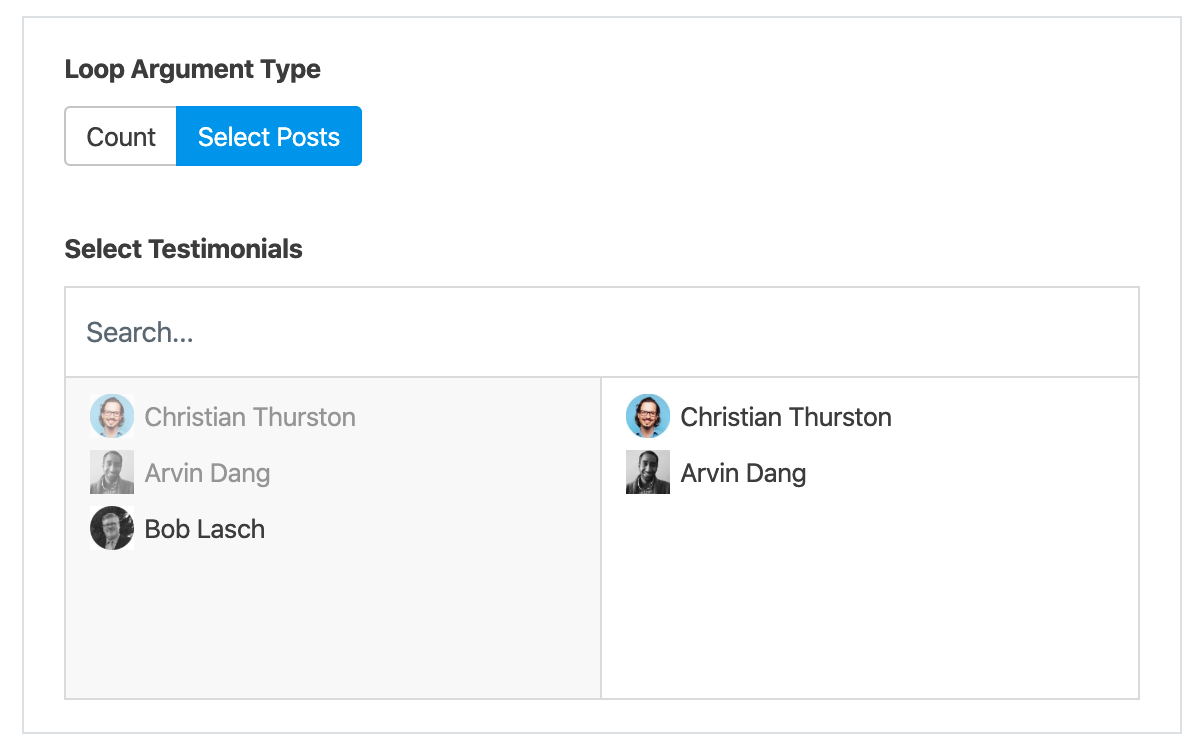 Loop Argument Type
Count Select Posts
Select Testimonials
Search...
Christian Thurston
Arvin Dang
Bob Lasch
Christian Thurston
Arvin Dang